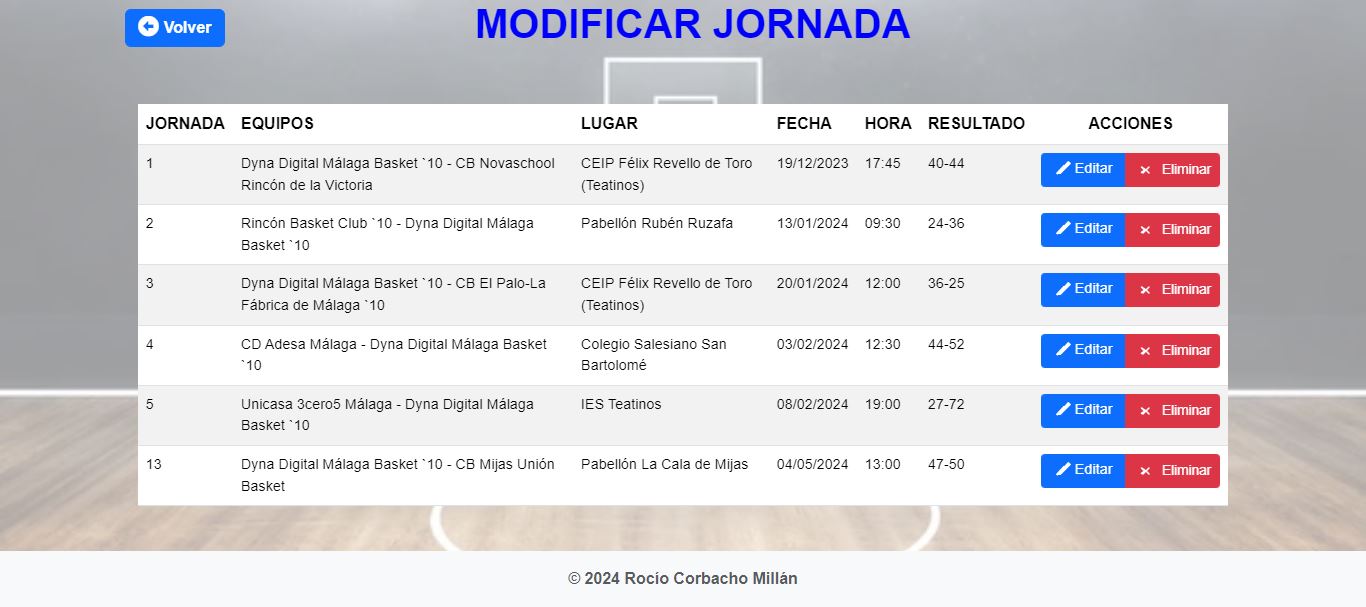 Volver
MODIFICAR JORNADA
JORNADA EQUIPOS LUGAR FECHA HORA RESULTADO ACCIONES
1 Dyna Digital Málaga Basket `10 - CB Novaschool CEIP Félix Revello de Toro 19/12/2023 17:45 40-44 Editar Eliminar
Rincón de la Victoria (Teatinos)
2 Rincón Basket Club `10 - Dyna Digital Málaga Pabellón Rubén Ruzafa 13/01/2024 09:30 24-36 Editar Eliminar
Basket `10
3 Dyna Digital Málaga Basket `10 - CB El Palo-La CEIP Félix Revello de Toro 20/01/2024 12:00 36-25 Editar Eliminar
Fábrica de Málaga `10 (Teatinos)
4 CD Adesa Málaga - Dyna Digital Málaga Basket Colegio Salesiano San 03/02/2024 12:30 44-52 Editar Eliminar
`10 Bartolomé
5 Unicasa 3cero5 Málaga - Dyna Digital Málaga IES Teatinos 08/02/2024 19:00 27-72 Editar Eliminar
Basket `10
13 Dyna Digital Málaga Basket `10 - CB Mijas Unión Pabellón La Cala de Mijas 04/05/2024 13:00 47-50 Editar Eliminar
Basket
© 2024 Rocío Corbacho Millán